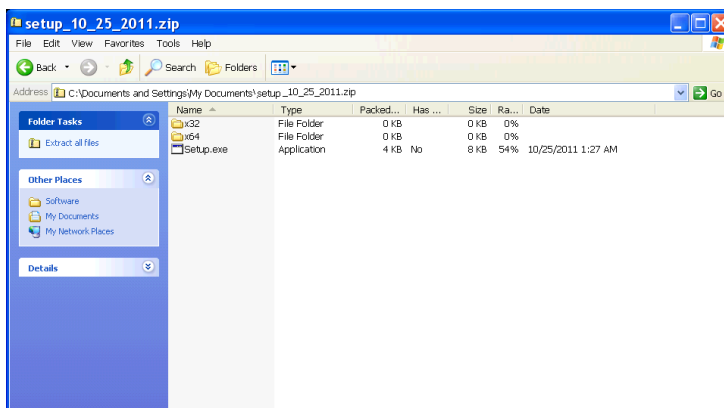 setup_10_25_2011.zip
File Edit View Favorites Tools Help
Back Search Folders
Address C:\Documents and Settings\My Documents\setup_10_25_2011.zip Go
Name Type Packed... Has ... Size Ra... Date
Folder Tasks
Extract all files
x32 File Folder 0 KB 0 KB 0%
x64 File Folder 0 KB 0 KB 0%
Setup.exe Application 4 KB No 8 KB 54% 10/25/2011 1:27 AM
Other Places
Software
My Documents
My Network Places
Details